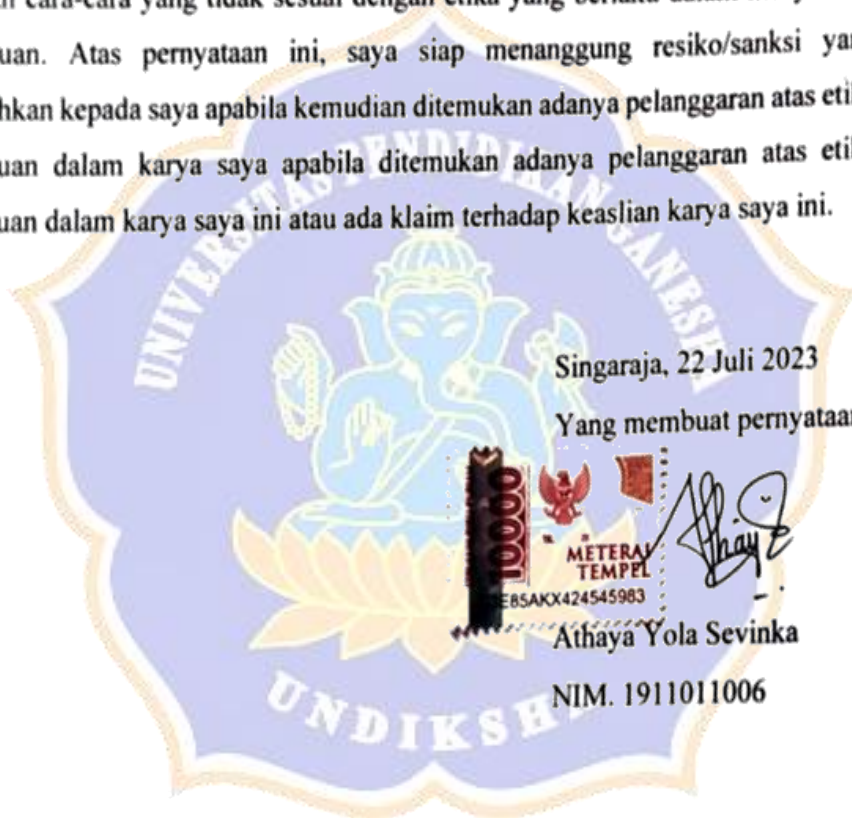 cara-cara yang tidak sesuai dengan etika yang berlaku dalam
uan. Atas pernyataan ini, saya siap menanggung resiko/sanksi ya
hkan kepada saya apabila kemudian ditemukan adanya pelanggaran atas eti
uan dalam karya saya apabila ditemukan adanya pelanggaran atas eti
uan dalam karya saya ini atau ada klaim terhadap keaslian karya saya ini.
UNIVERSITAS PENDIDIKAN GANESHA
Singaraja, 22 Juli 2023
Yang membuat pernyataan
10000
METERAI
TEMPEL
E85AKX424545983
Athaya Yola Sevinka
NIM. 1911011006
UNDIKSHA